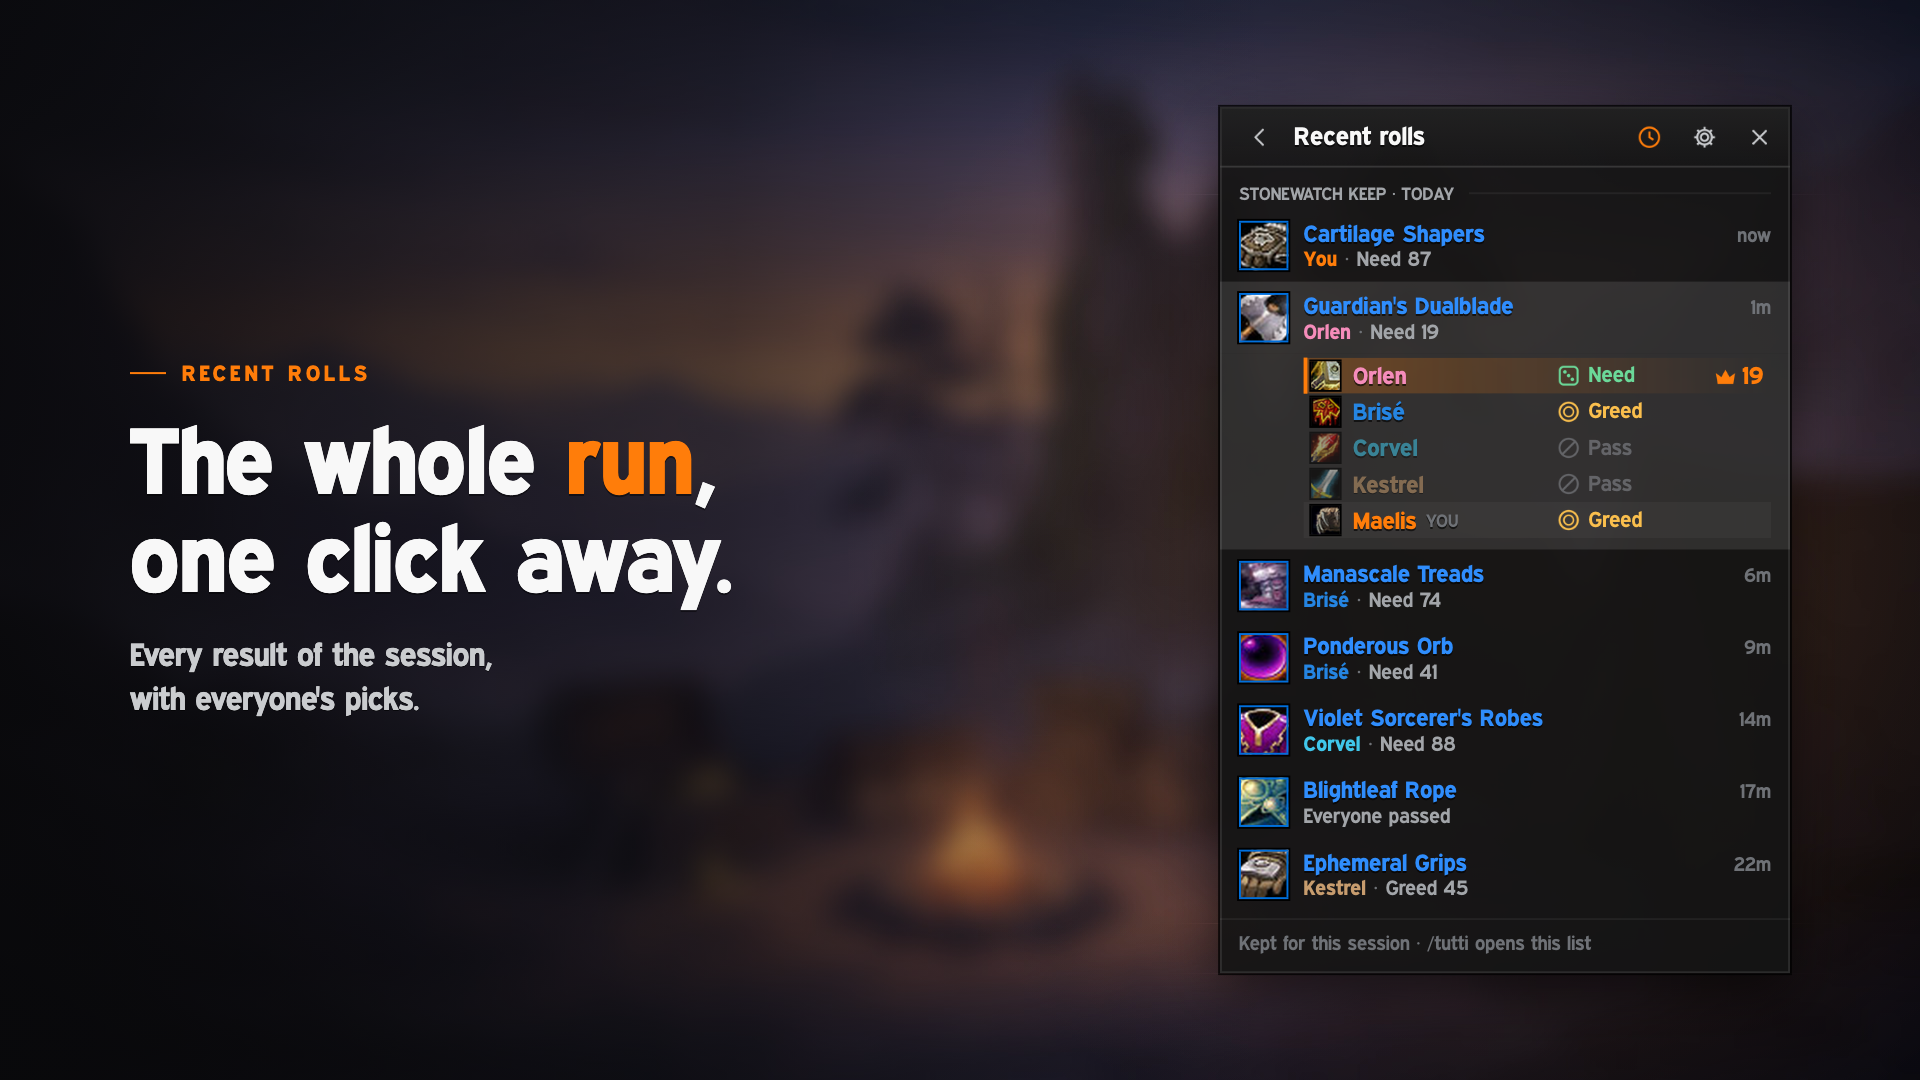 RECENT ROLLS
The whole run,
one click away.
Every result of the session,
with everyone's picks.
Recent rolls
STONEWATCH KEEP · TODAY
Cartilage Shapers now
You · Need 87
Guardian's Dualblade 1m
Orlen · Need 19
Orlen Need 19
Brisé Greed
Corvel Pass
Kestrel Pass
Maelis YOU Greed
Manascale Treads 6m
Brisé · Need 74
Ponderous Orb 9m
Brisé · Need 41
Violet Sorcerer's Robes 14m
Corvel · Need 88
Blightleaf Rope 17m
Everyone passed
Ephemeral Grips 22m
Kestrel · Greed 45
Kept for this session · /tutti opens this list